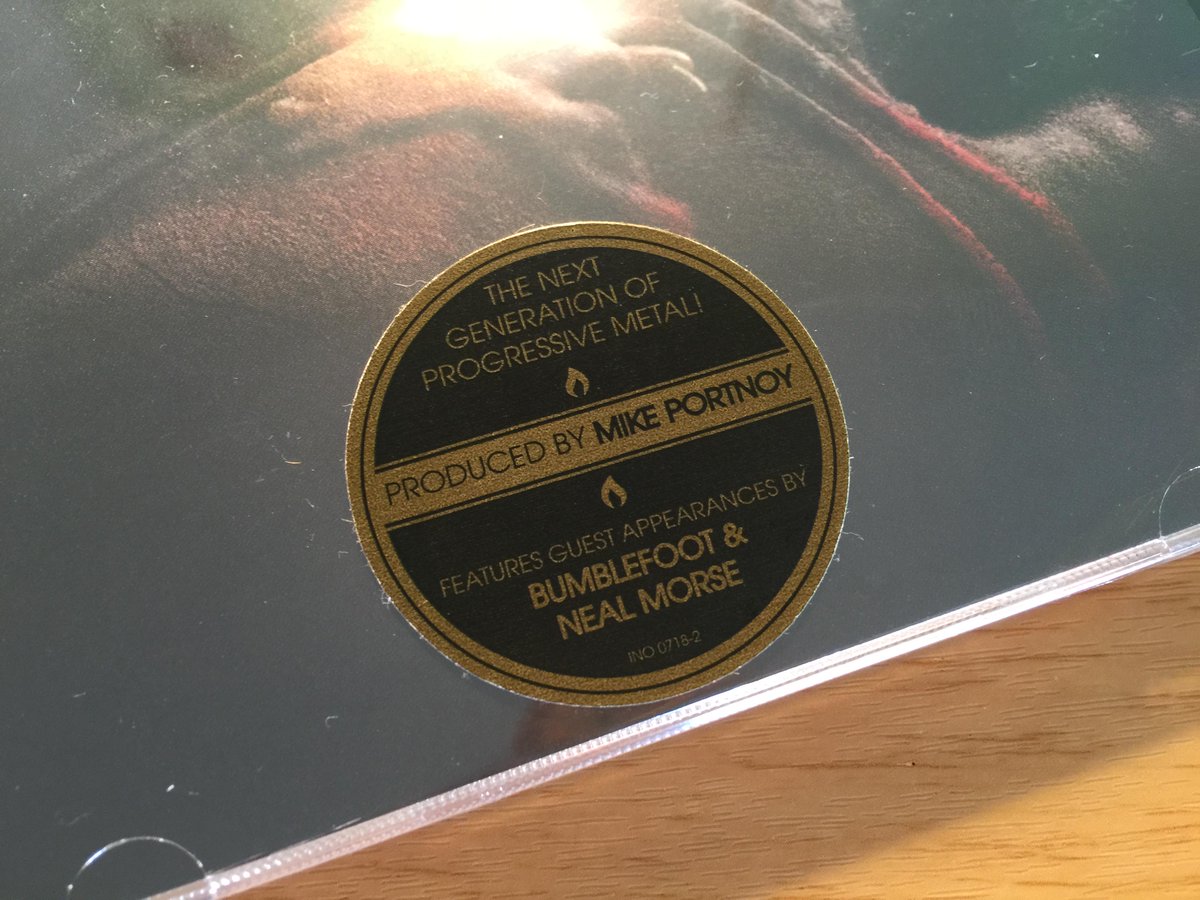 THE NEXT
GENERATION OF
PROGRESSIVE METAL!
PRODUCED BY MIKE PORTNOY
FEATURES GUEST APPEARANCES BY
BUMBLEFOOT &
NEAL MORSE
INO 0718-2